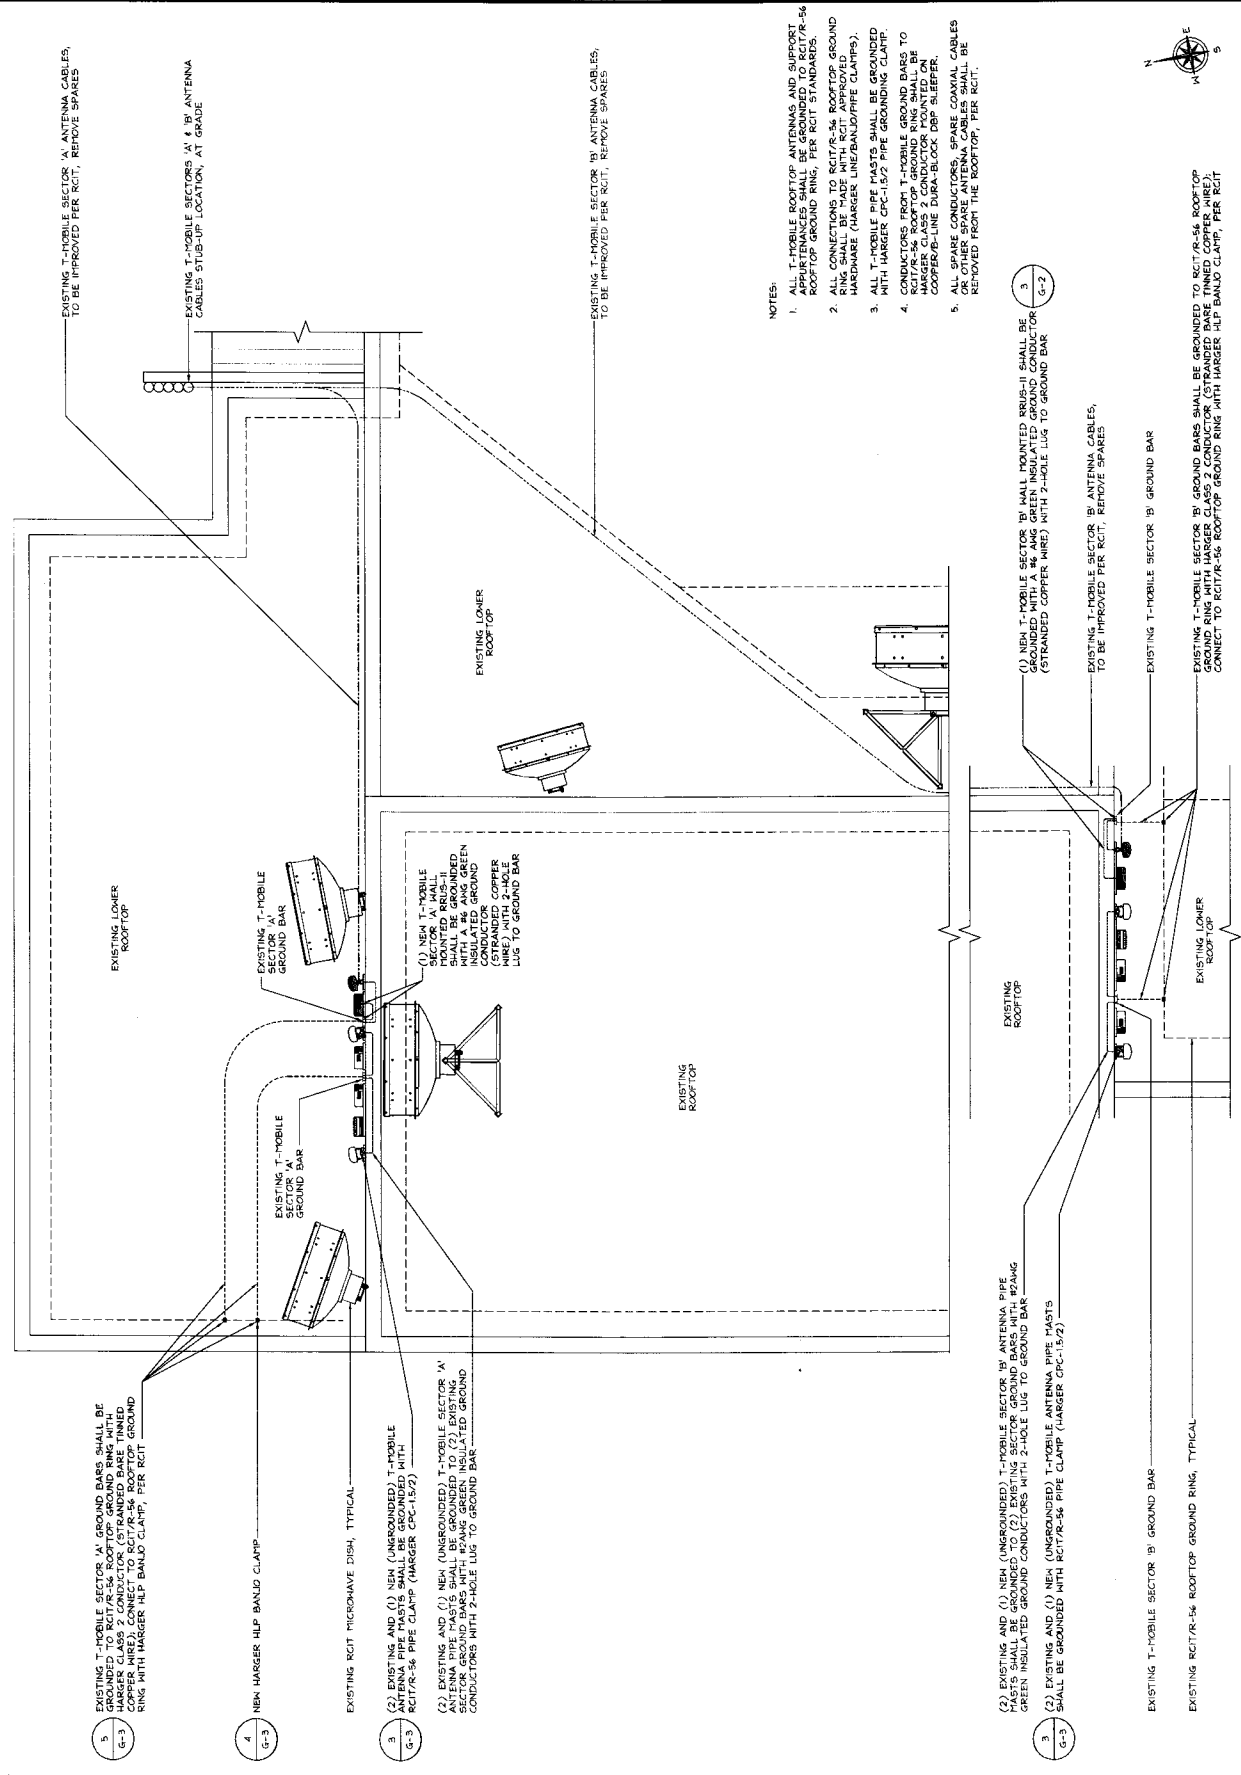 EXISTING T-MOBILE SECTOR 'A' GROUND BARS SHALL BE
GROUNDED TO RCIT/R-56 ROOFTOP GROUND RING WITH
HARGER CLASS 2 CONDUCTOR (STRANDED BARE TINNED
COPPER WIRE); CONNECT TO RCIT/R-56 ROOFTOP GROUND
RING WITH HARGER HLP BANJO CLAMP, PER RCIT
5
G-3
NEW HARGER HLP BANJO CLAMP
4
G-3
EXISTING RCIT MICROWAVE DISH, TYPICAL
(2) EXISTING AND (1) NEW (UNGROUNDED) T-MOBILE
ANTENNA PIPE MASTS SHALL BE GROUNDED WITH
RCIT/R-56 PIPE CLAMP (HARGER CPC-1.5/2)
3
G-3
(2) EXISTING AND (1) NEW (UNGROUNDED) T-MOBILE SECTOR 'A'
ANTENNA PIPE MASTS SHALL BE GROUNDED TO (2) EXISTING
SECTOR GROUND BARS WITH #2AWG GREEN INSULATED GROUND
CONDUCTORS WITH 2-HOLE LUG TO GROUND BAR
EXISTING LOWER
ROOFTOP
EXISTING T-MOBILE
SECTOR 'A'
GROUND BAR
EXISTING T-MOBILE
SECTOR 'A'
GROUND BAR
(1) NEW T-MOBILE
SECTOR 'A' WALL
MOUNTED RRUS-11
SHALL BE GROUNDED
WITH A #6 AWG GREEN
INSULATED GROUND
CONDUCTOR
(STRANDED COPPER
WIRE) WITH 2-HOLE
LUG TO GROUND BAR
EXISTING T-MOBILE SECTOR 'A' ANTENNA CABLES,
TO BE IMPROVED PER RCIT, REMOVE SPARES
EXISTING T-MOBILE SECTORS 'A' & 'B' ANTENNA
CABLES STUB-UP LOCATION, AT GRADE
EXISTING LOWER
ROOFTOP
EXISTING T-MOBILE SECTOR 'B' ANTENNA CABLES,
TO BE IMPROVED PER RCIT, REMOVE SPARES
EXISTING
ROOFTOP
NOTES:
1. ALL T-MOBILE ROOFTOP ANTENNAS AND SUPPORT
APPURTENANCES SHALL BE GROUNDED TO RCIT/R-56
ROOFTOP GROUND RING, PER RCIT STANDARDS.
2. ALL CONNECTIONS TO RCIT/R-56 ROOFTOP GROUND
RING SHALL BE MADE WITH RCIT APPROVED
HARDWARE (HARGER LINE/BANJO/PIPE CLAMPS).
3. ALL T-MOBILE PIPE MASTS SHALL BE GROUNDED
WITH HARGER CPC-1.5/2 PIPE GROUNDING CLAMP.
4. CONDUCTORS FROM T-MOBILE GROUND BARS TO
RCIT/R-56 ROOFTOP GROUND RING SHALL BE
HARGER CLASS 2 CONDUCTOR MOUNTED ON
COOPER/B-LINE DURA-BLOCK DBP SLEEPER.
5. ALL SPARE CONDUCTORS, SPARE COAXIAL CABLES
OR OTHER SPARE ANTENNA CABLES SHALL BE
REMOVED FROM THE ROOFTOP, PER RCIT.
N
E
S
W
EXISTING
ROOFTOP
(2) EXISTING AND (1) NEW (UNGROUNDED) T-MOBILE SECTOR 'B' ANTENNA PIPE
MASTS SHALL BE GROUNDED TO (2) EXISTING SECTOR GROUND BARS WITH #2AWG
GREEN INSULATED GROUND CONDUCTORS WITH 2-HOLE LUG TO GROUND BAR
(2) EXISTING AND (1) NEW (UNGROUNDED) T-MOBILE ANTENNA PIPE MASTS
SHALL BE GROUNDED WITH RCIT/R-56 PIPE CLAMP (HARGER CPC-1.5/2)
3
G-3
EXISTING T-MOBILE SECTOR 'B' GROUND BAR
EXISTING RCIT/R-56 ROOFTOP GROUND RING, TYPICAL
EXISTING LOWER
ROOFTOP
(1) NEW T-MOBILE SECTOR 'B' WALL MOUNTED RRUS-11 SHALL BE
GROUNDED WITH A #6 AWG GREEN INSULATED GROUND CONDUCTOR
(STRANDED COPPER WIRE) WITH 2-HOLE LUG TO GROUND BAR
3
G-2
EXISTING T-MOBILE SECTOR 'B' ANTENNA CABLES,
TO BE IMPROVED PER RCIT, REMOVE SPARES
EXISTING T-MOBILE SECTOR 'B' GROUND BAR
EXISTING T-MOBILE SECTOR 'B' GROUND BARS SHALL BE GROUNDED TO RCIT/R-56 ROOFTOP
GROUND RING WITH HARGER CLASS 2 CONDUCTOR (STRANDED BARE TINNED COPPER WIRE);
CONNECT TO RCIT/R-56 ROOFTOP GROUND RING WITH HARGER HLP BANJO CLAMP, PER RCIT